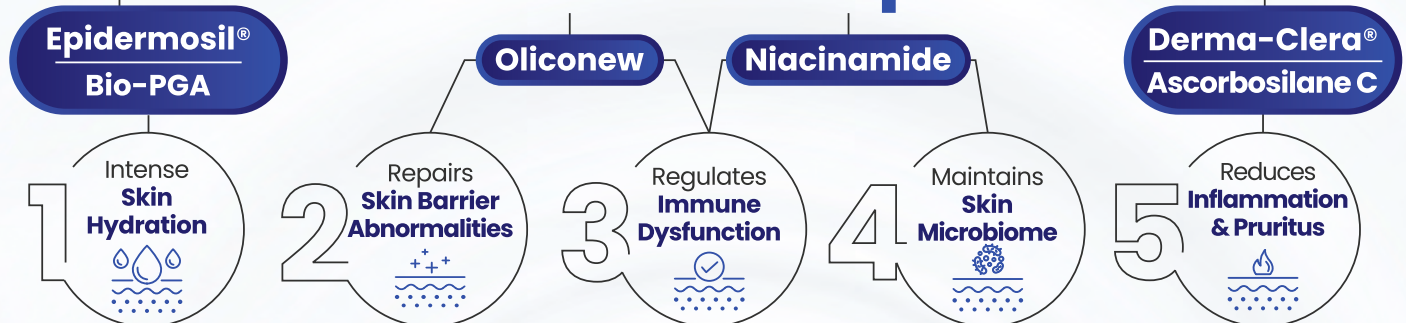 Epidermosil®
Bio-PGA
Oliconew
Niacinamide
Derma-Clera®
Ascorbosilane C
1
Intense
Skin
Hydration
2
Repairs
Skin Barrier
Abnormalities
3
Regulates
Immune
Dysfunction
4
Maintains
Skin
Microbiome
5
Reduces
Inflammation
& Pruritus